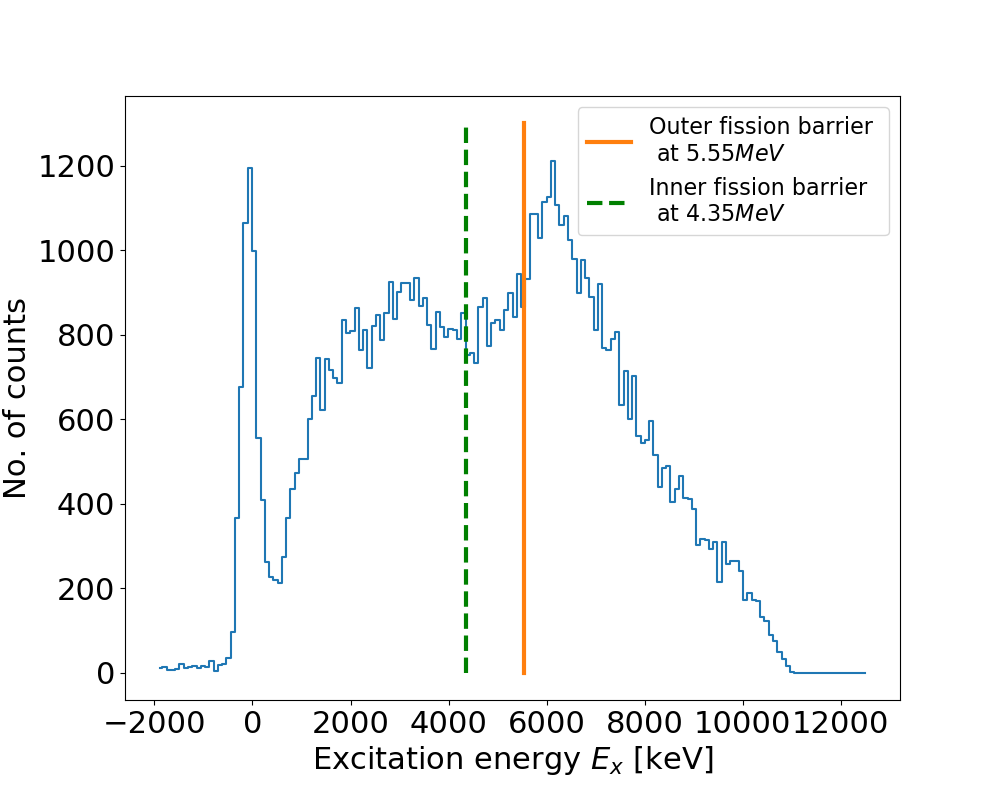 Outer fission barrier
at 5.55MeV
Inner fission barrier
at 4.35MeV
1200
1000
800
600
400
200
0
No. of counts
−2000 0 2000 4000 6000 8000 10000 12000
Excitation energy Eₓ [keV]